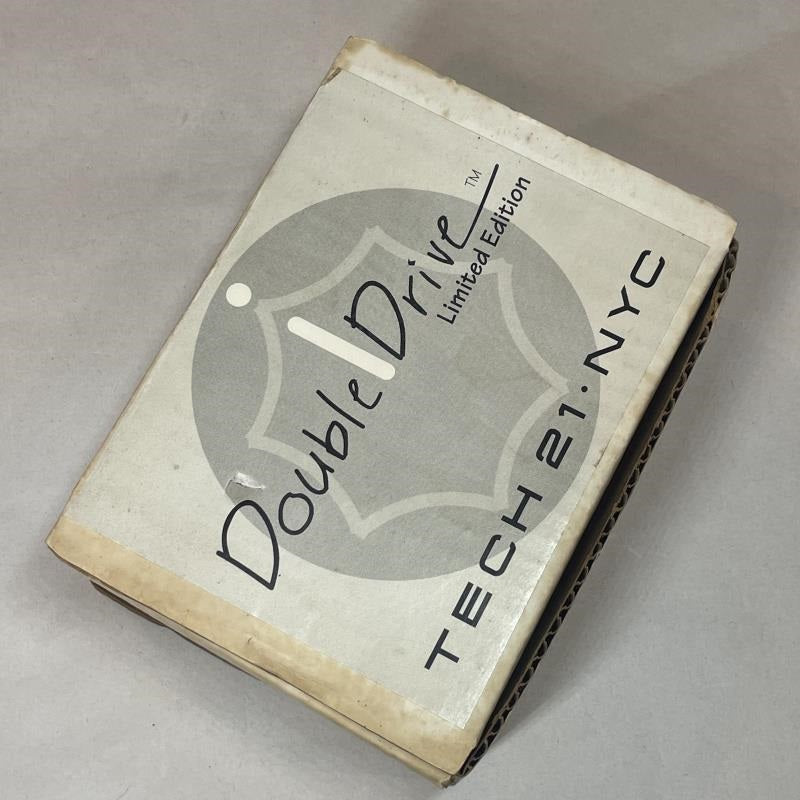 Double Drive™
Limited Edition
TECH 21·NYC